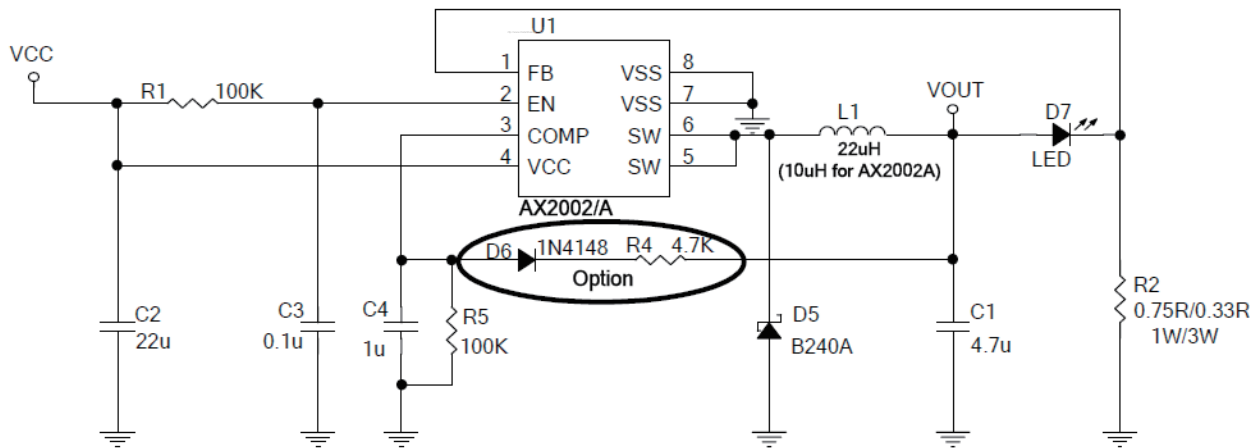 U1
VCC
R1 100K
1 FB VSS 8
2 EN VSS 7
3 COMP SW 6
4 VCC SW 5
AX2002/A
L1
22uH
(10uH for AX2002A)
VOUT
D7
LED
D6 1N4148 R4 4.7K
Option
C2
22u
C3
0.1u
C4
1u
R5
100K
D5
B240A
C1
4.7u
R2
0.75R/0.33R
1W/3W